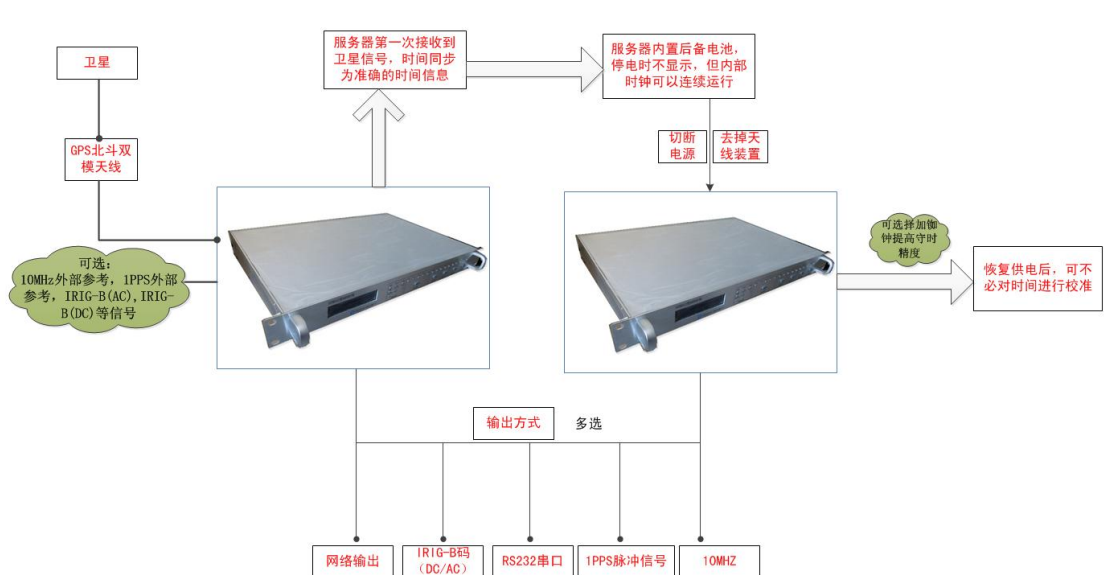 卫星
GPS北斗双
模天线
可选：
10MHz外部参考，1PPS外部
参考，IRIG-B(AC),IRIG-
B(DC)等信号
服务器第一次接收到
卫星信号，时间同步
为准确的时间信息
服务器内置后备电池，
停电时不显示，但内部
时钟可以连续运行
切断
电源
去掉天
线装置
可选择加铷
钟提高守时
精度
恢复供电后，可不
必对时间进行校准
输出方式
多选
网络输出
IRIG-B码
（DC/AC）
RS232串口
1PPS脉冲信号
10MHZ